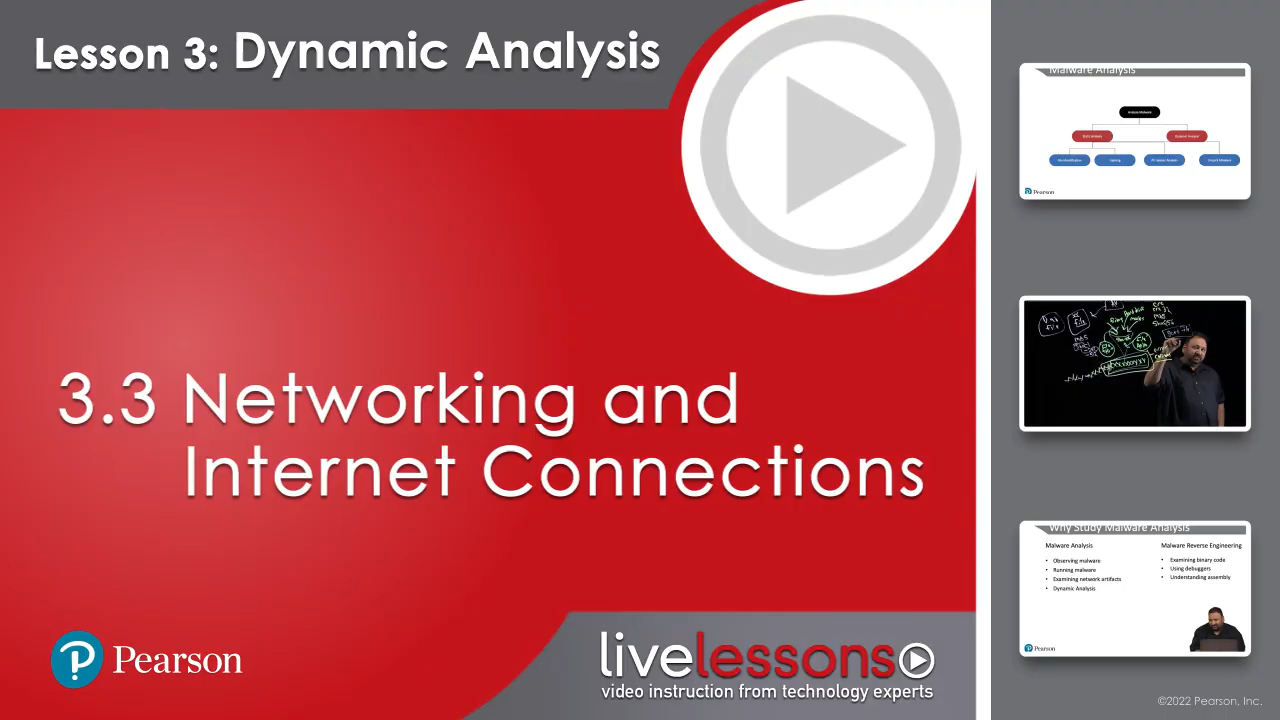 Lesson 3: Dynamic Analysis
3.3 Networking and
Internet Connections
Pearson
livelessons
video instruction from technology experts
Malware Analysis
Pearson
Why Study Malware Analysis
Malware Analysis
Observing malware
Running malware
Examining network artifacts
Dynamic Analysis
Malware Reverse Engineering
Examining binary code
Using debuggers
Understanding assembly
Pearson
©2022 Pearson, Inc.